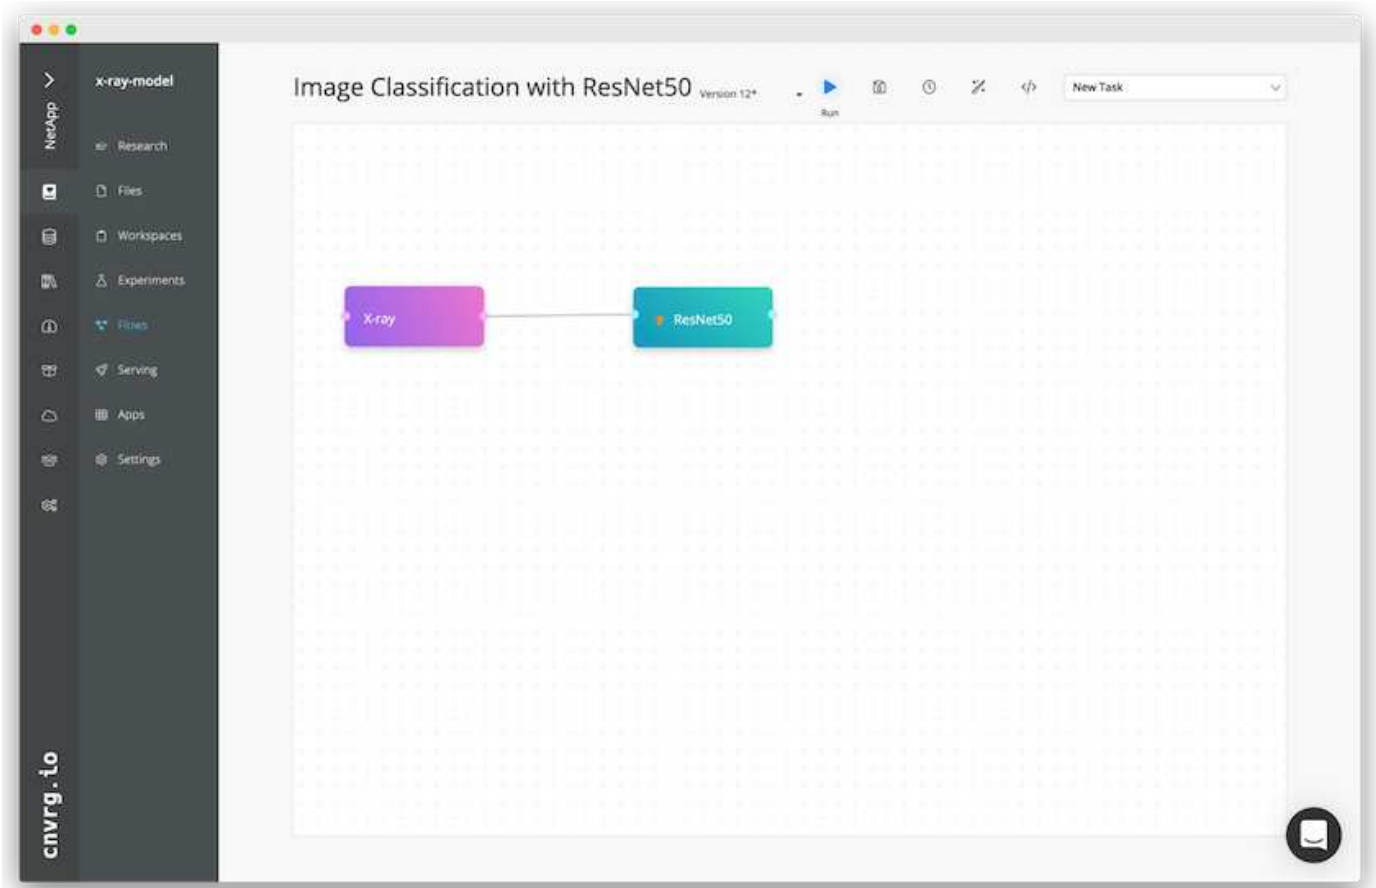 NetApp
cnvrg.io
x-ray-model
Research
Files
Workspaces
Experiments
Flows
Serving
Apps
Settings
Image Classification with ResNet50 Version 12*
Run
New Task
X-ray
ResNet50